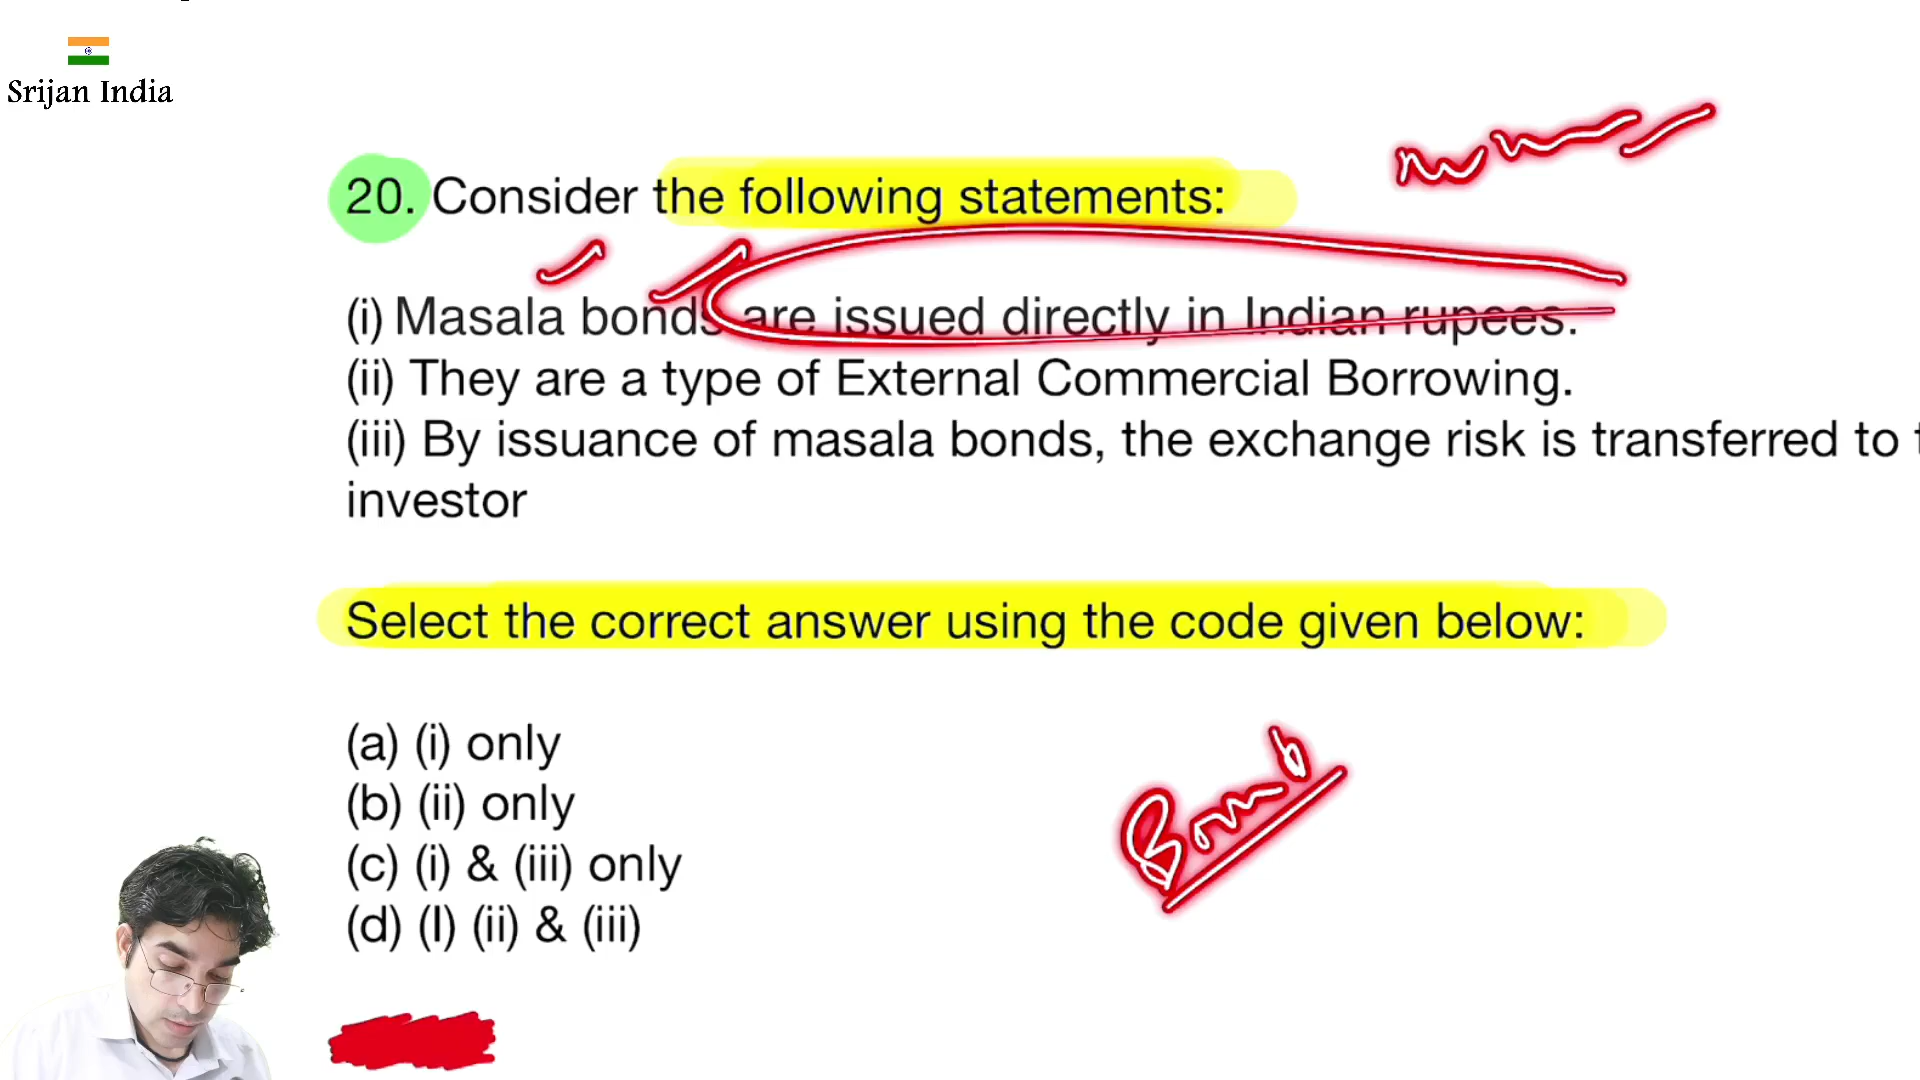 Srijan India
20. Consider the following statements:
(i) Masala bonds are issued directly in Indian rupees.
(ii) They are a type of External Commercial Borrowing.
(iii) By issuance of masala bonds, the exchange risk is transferred to
investor
Select the correct answer using the code given below:
(a) (i) only
(b) (ii) only
(c) (i) & (iii) only
(d) (I) (ii) & (iii)